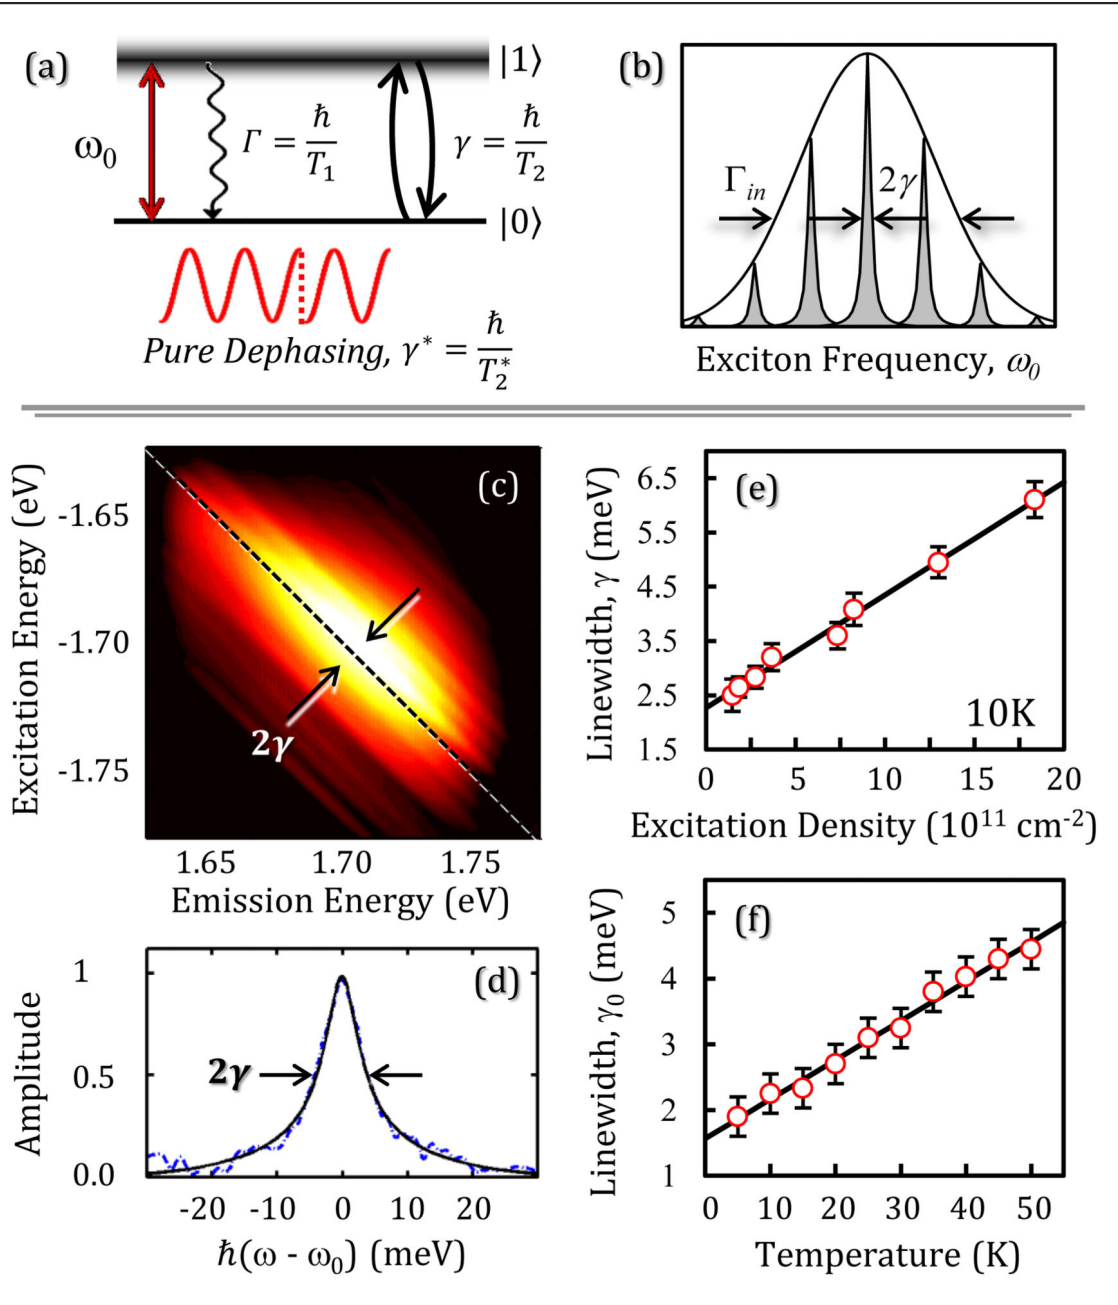 (a)
|1⟩
ω₀
Γ = ħ/T₁
γ = ħ/T₂
|0⟩
Pure Dephasing, γ* = ħ/T₂*
(b)
Γin
2γ
Exciton Frequency, ω₀
(c)
Excitation Energy (eV)
-1.65
-1.70
-1.75
2γ
1.65 1.70 1.75
Emission Energy (eV)
(d)
Amplitude
1
0.5
0.0
2γ
-20 -10 0 10 20
ħ(ω - ω₀) (meV)
(e)
Linewidth, γ (meV)
6.5
5.5
4.5
3.5
2.5
1.5
10K
0 5 10 15 20
Excitation Density (10¹¹ cm⁻²)
(f)
Linewidth, γ₀ (meV)
5
4
3
2
1
0 10 20 30 40 50
Temperature (K)